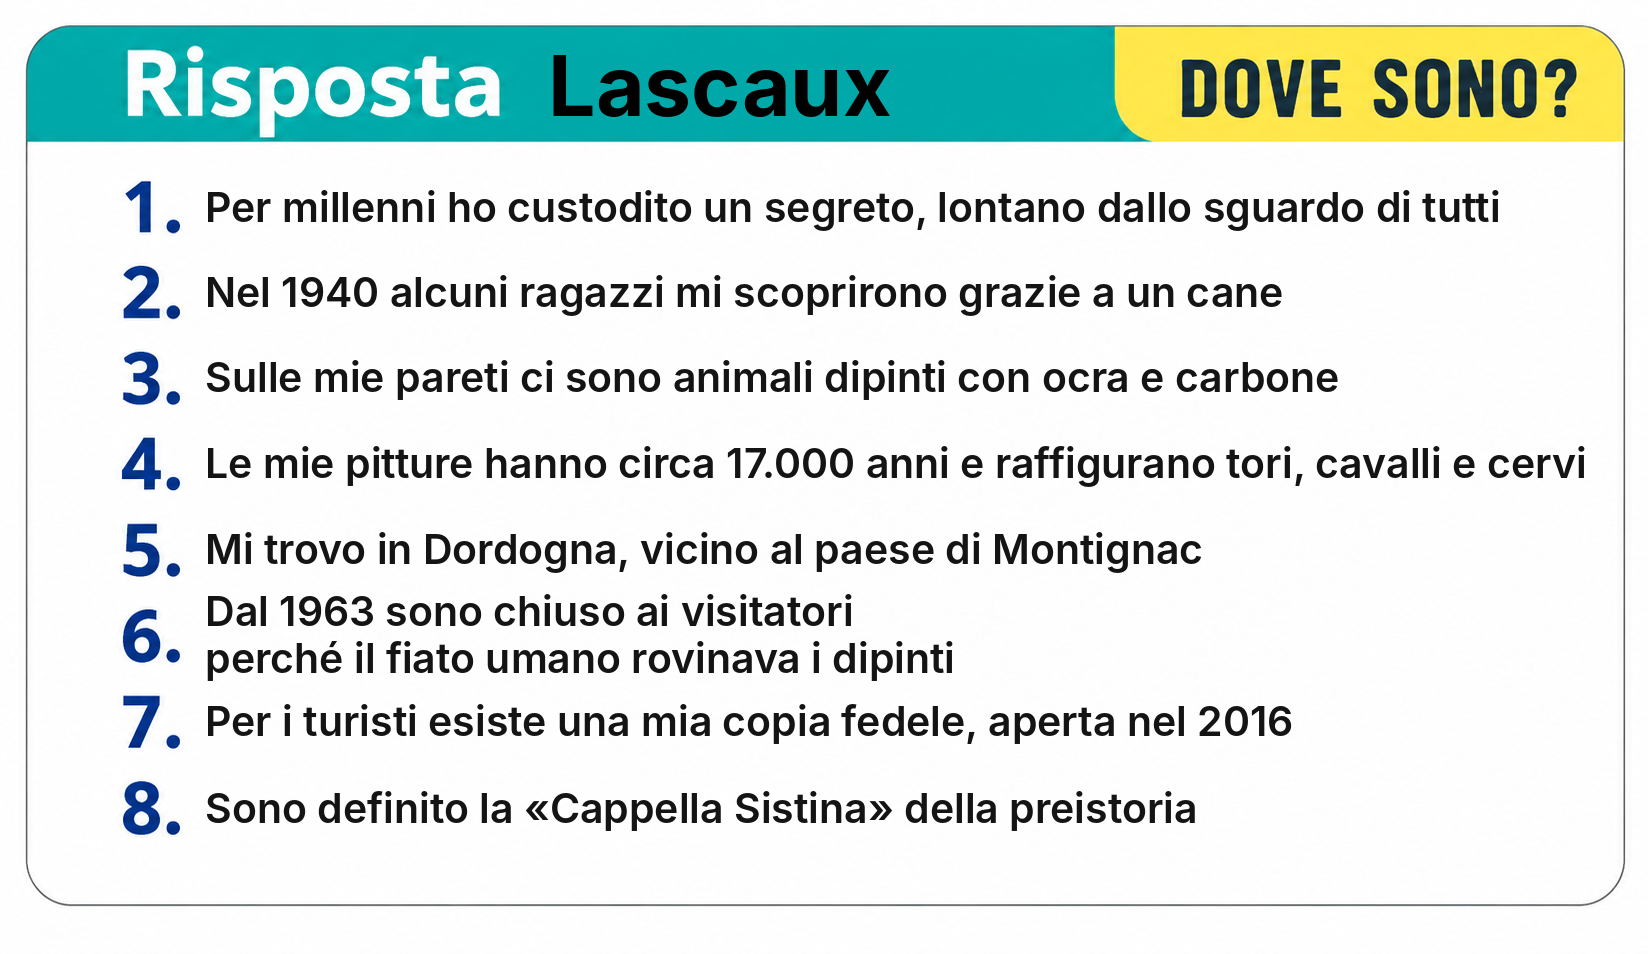 Risposta Lascaux
DOVE SONO?
1. Per millenni ho custodito un segreto, lontano dallo sguardo di tutti
2. Nel 1940 alcuni ragazzi mi scoprirono grazie a un cane
3. Sulle mie pareti ci sono animali dipinti con ocra e carbone
4. Le mie pitture hanno circa 17.000 anni e raffigurano tori, cavalli e cervi
5. Mi trovo in Dordogna, vicino al paese di Montignac
6. Dal 1963 sono chiuso ai visitatori
perché il fiato umano rovinava i dipinti
7. Per i turisti esiste una mia copia fedele, aperta nel 2016
8. Sono definito la «Cappella Sistina» della preistoria